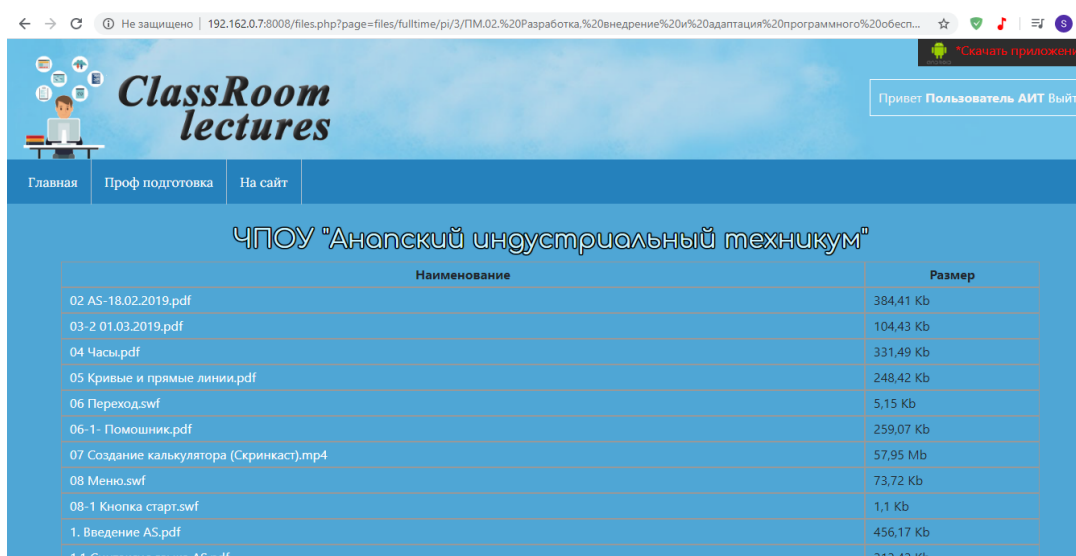 Не защищено | 192.162.0.7:8008/files.php?page=files/fulltime/pi/3/ПМ.02.%20Разработка,%20внедрение%20и%20адаптация%20программного%20обесп...
S
*Скачать приложени
ClassRoom
lectures
Привет Пользователь АИТ Выйт
Главная Проф подготовка На сайт
ЧПОУ "Анапский индустриальный техникум"
Наименование Размер
02 AS-18.02.2019.pdf 384,41 Kb
03-2 01.03.2019.pdf 104,43 Kb
04 Часы.pdf 331,49 Kb
05 Кривые и прямые линии.pdf 248,42 Kb
06 Переход.swf 5,15 Kb
06-1- Помошник.pdf 259,07 Kb
07 Создание калькулятора (Скринкаст).mp4 57,95 Mb
08 Меню.swf 73,72 Kb
08-1 Кнопка старт.swf 1,1 Kb
1. Введение AS.pdf 456,17 Kb